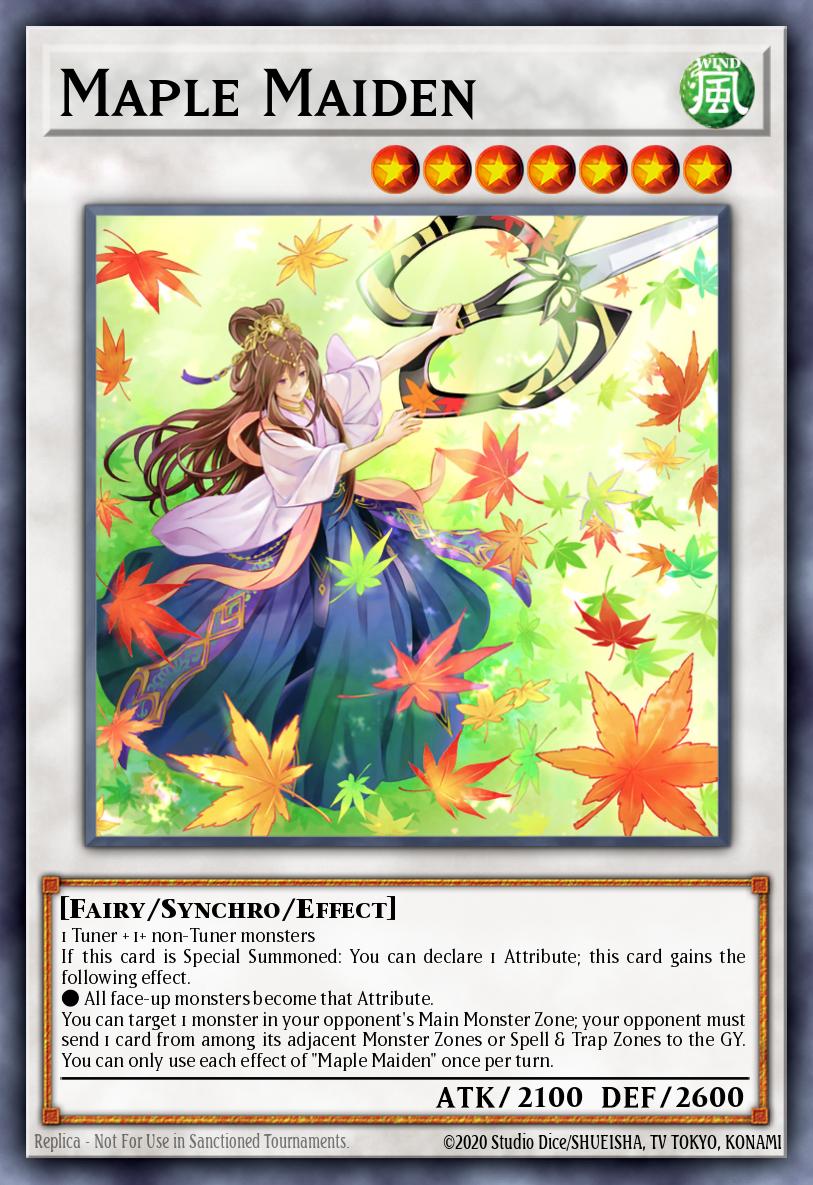 Maple Maiden
WIND
風
[Fairy/Synchro/Effect]
1 Tuner + 1+ non-Tuner monsters
If this card is Special Summoned: You can declare 1 Attribute; this card gains the
following effect.
● All face-up monsters become that Attribute.
You can target 1 monster in your opponent's Main Monster Zone; your opponent must
send 1 card from among its adjacent Monster Zones or Spell & Trap Zones to the GY.
You can only use each effect of "Maple Maiden" once per turn.
ATK/2100 DEF/2600
Replica - Not For Use in Sanctioned Tournaments.
©2020 Studio Dice/SHUEISHA, TV TOKYO, KONAMI